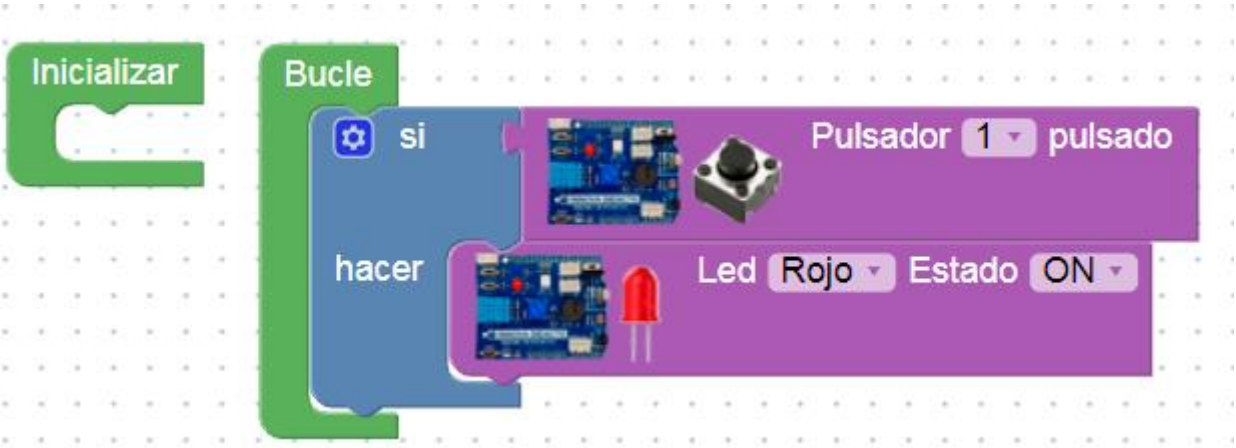 Inicializar
Bucle
si
Pulsador 1 pulsado
hacer
Led Rojo Estado ON